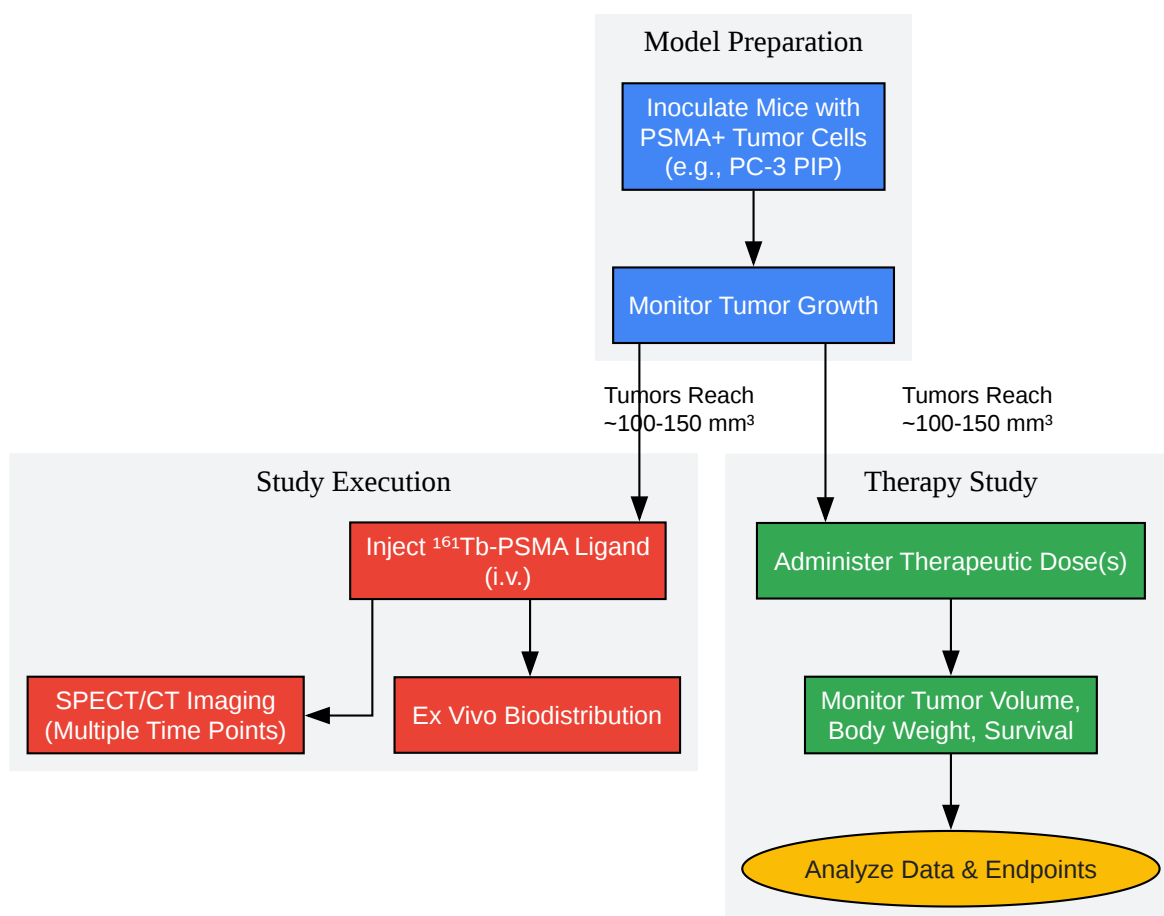 Model Preparation
Inoculate Mice with
PSMA+ Tumor Cells
(e.g., PC-3 PIP)
Monitor Tumor Growth
Tumors Reach
~100-150 mm³
Tumors Reach
~100-150 mm³
Study Execution
Inject ¹⁶¹Tb-PSMA Ligand
(i.v.)
SPECT/CT Imaging
(Multiple Time Points)
Ex Vivo Biodistribution
Therapy Study
Administer Therapeutic Dose(s)
Monitor Tumor Volume,
Body Weight, Survival
Analyze Data & Endpoints